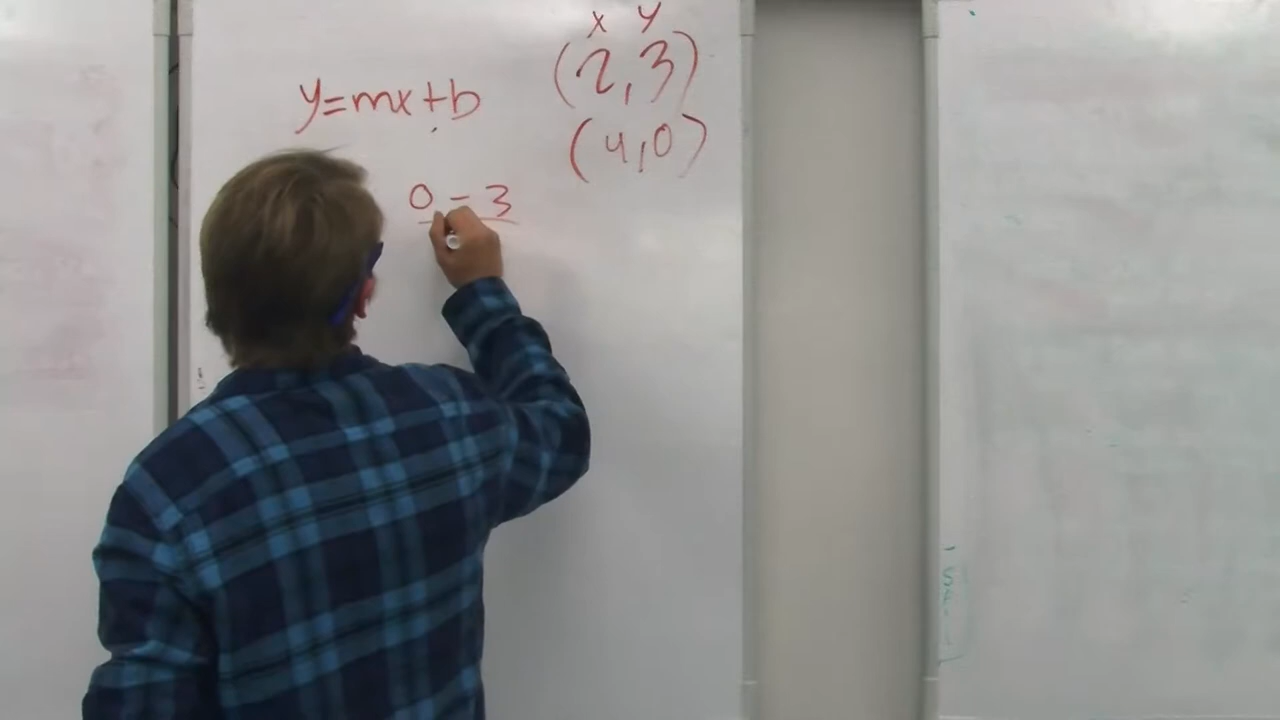 x y
(2,3)
y=mx+b
(4,0)
0-3